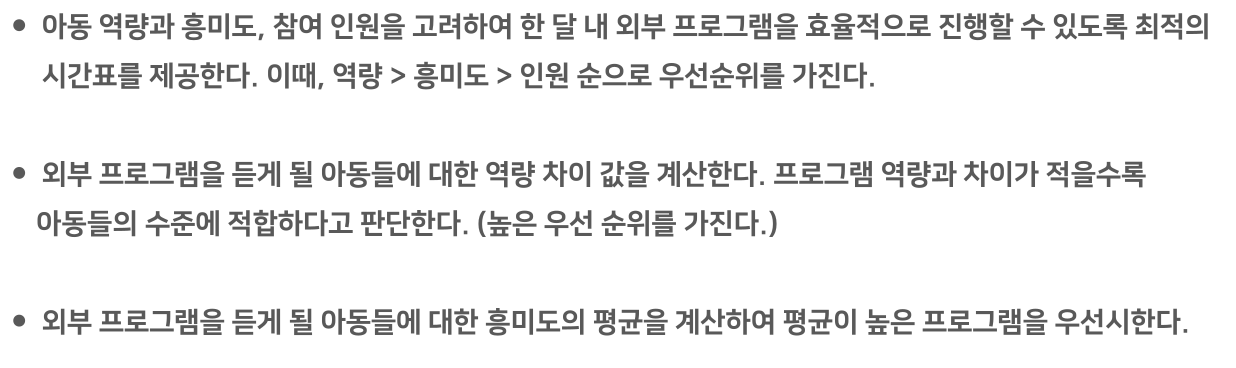 • 아동 역량과 흥미도, 참여 인원을 고려하여 한 달 내 외부 프로그램을 효율적으로 진행할 수 있도록 최적의
시간표를 제공한다. 이때, 역량 > 흥미도 > 인원 순으로 우선순위를 가진다.
• 외부 프로그램을 듣게 될 아동들에 대한 역량 차이 값을 계산한다. 프로그램 역량과 차이가 적을수록
아동들의 수준에 적합하다고 판단한다. (높은 우선 순위를 가진다.)
• 외부 프로그램을 듣게 될 아동들에 대한 흥미도의 평균을 계산하여 평균이 높은 프로그램을 우선시한다.